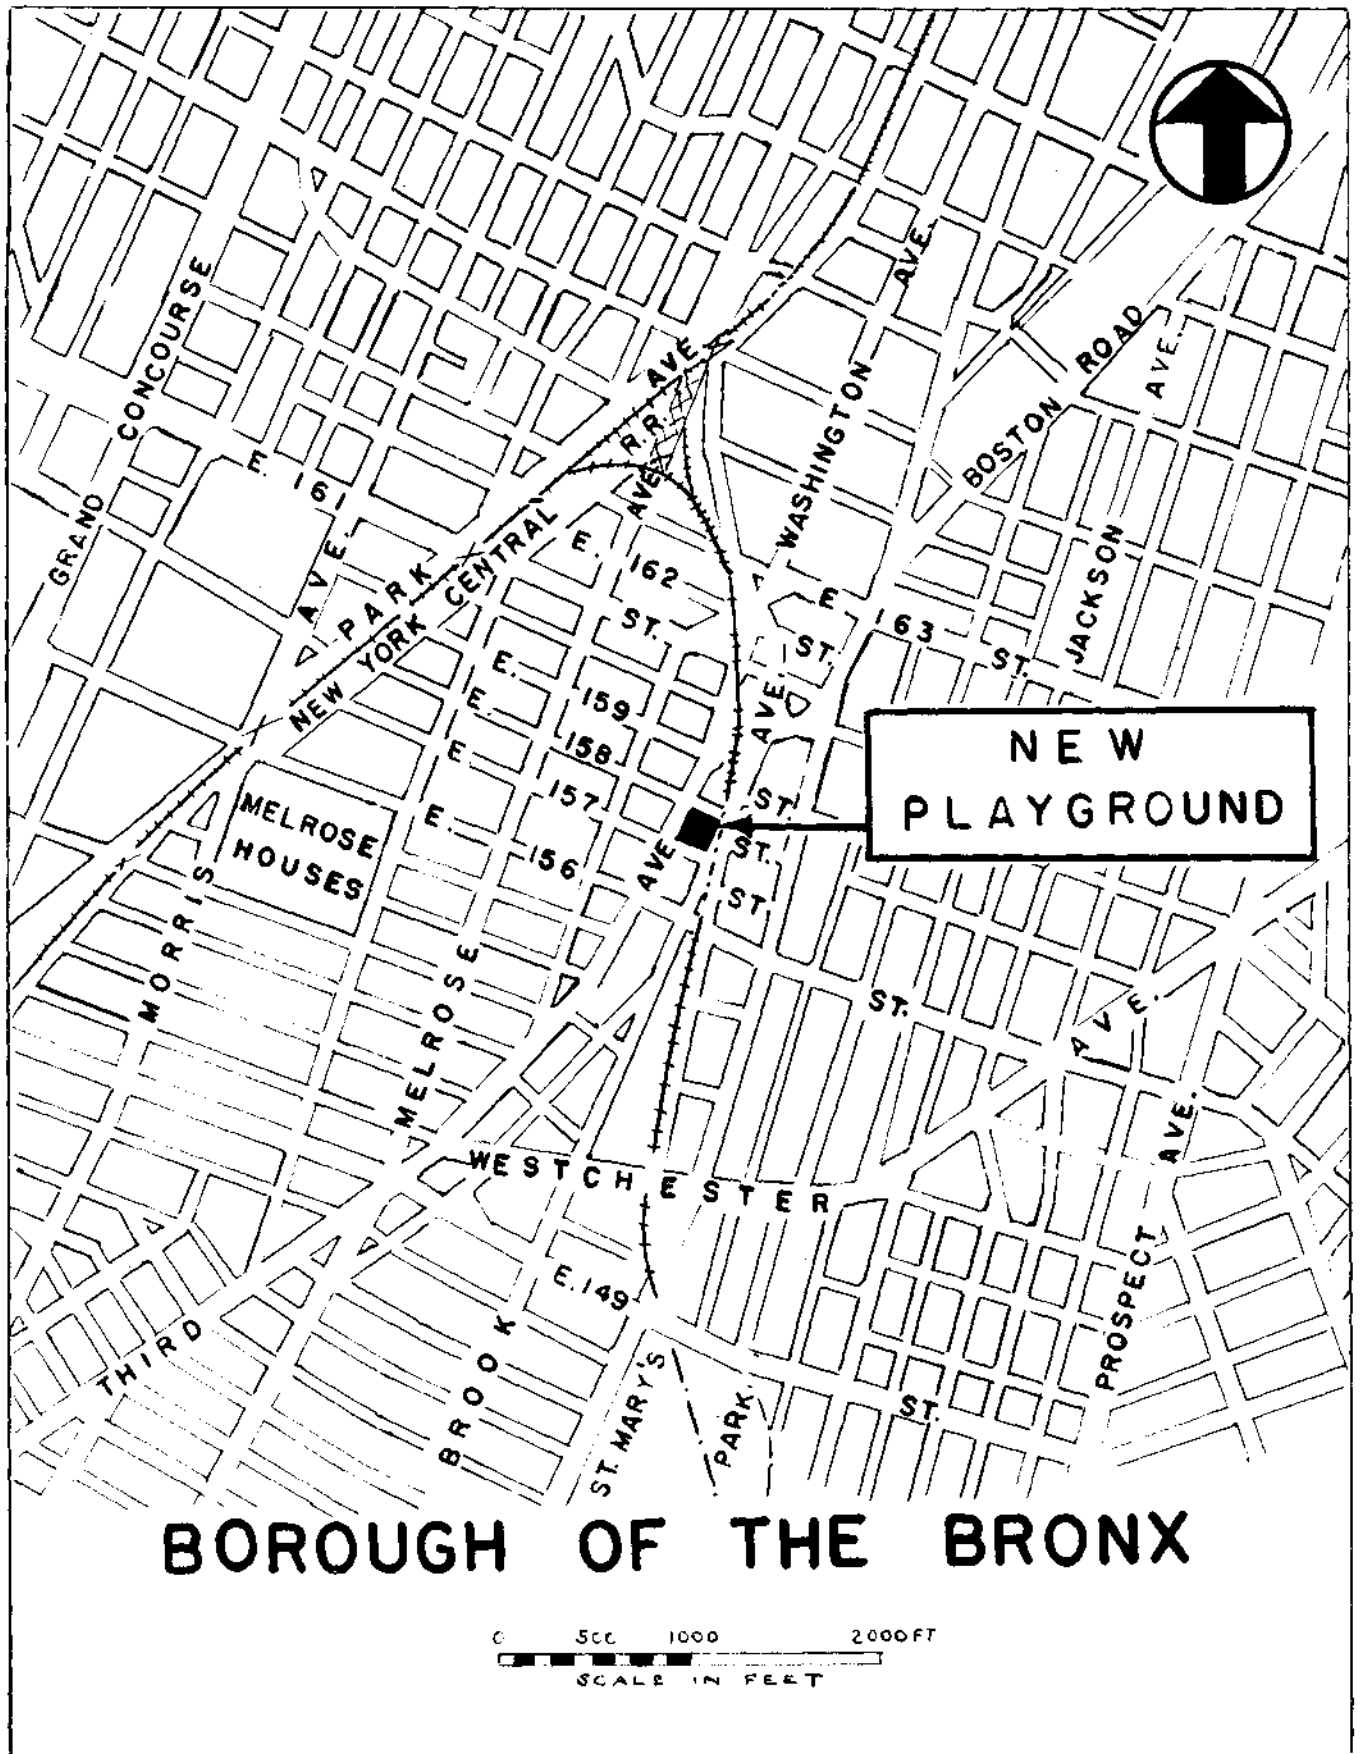 AVE.
GRAND CONCOURSE
AVE.
R.R.
BOSTON ROAD
AVE.
E. 161
AVE.
WASHINGTON
AVE.
PARK
NEW YORK CENTRAL
E. 162 ST.
E. 163 ST.
JACKSON
ST.
AVE.
E. 159
E. 158
E. 157
E. 156
AVE.
ST.
ST.
ST.
NEW
PLAYGROUND
MELROSE
HOUSES
MORRIS
MELROSE
ST.
AVE.
AVE.
WESTCHESTER
PROSPECT
E. 149
THIRD
BROOK
ST. MARY'S
PARK
ST.
BOROUGH OF THE BRONX
0 500 1000 2000 FT
SCALE IN FEET